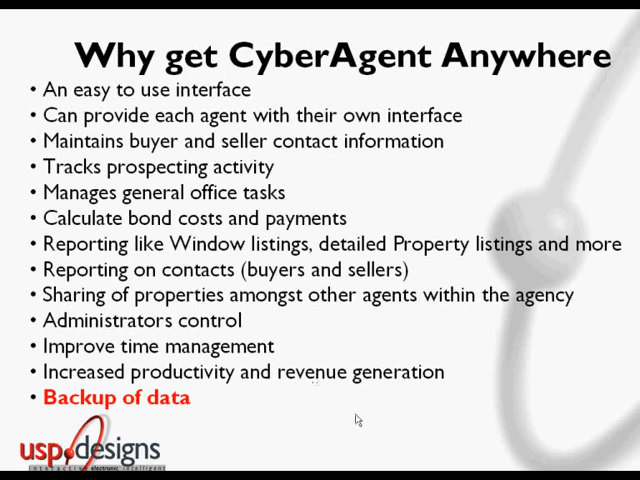 Why get CyberAgent Anywhere
• An easy to use interface
• Can provide each agent with their own interface
• Maintains buyer and seller contact information
• Tracks prospecting activity
• Manages general office tasks
• Calculate bond costs and payments
• Reporting like Window listings, detailed Property listings and more
• Reporting on contacts (buyers and sellers)
• Sharing of properties amongst other agents within the agency
• Administrators control
• Improve time management
• Increased productivity and revenue generation
• Backup of data
usp.designs
interactive electronic intelligent